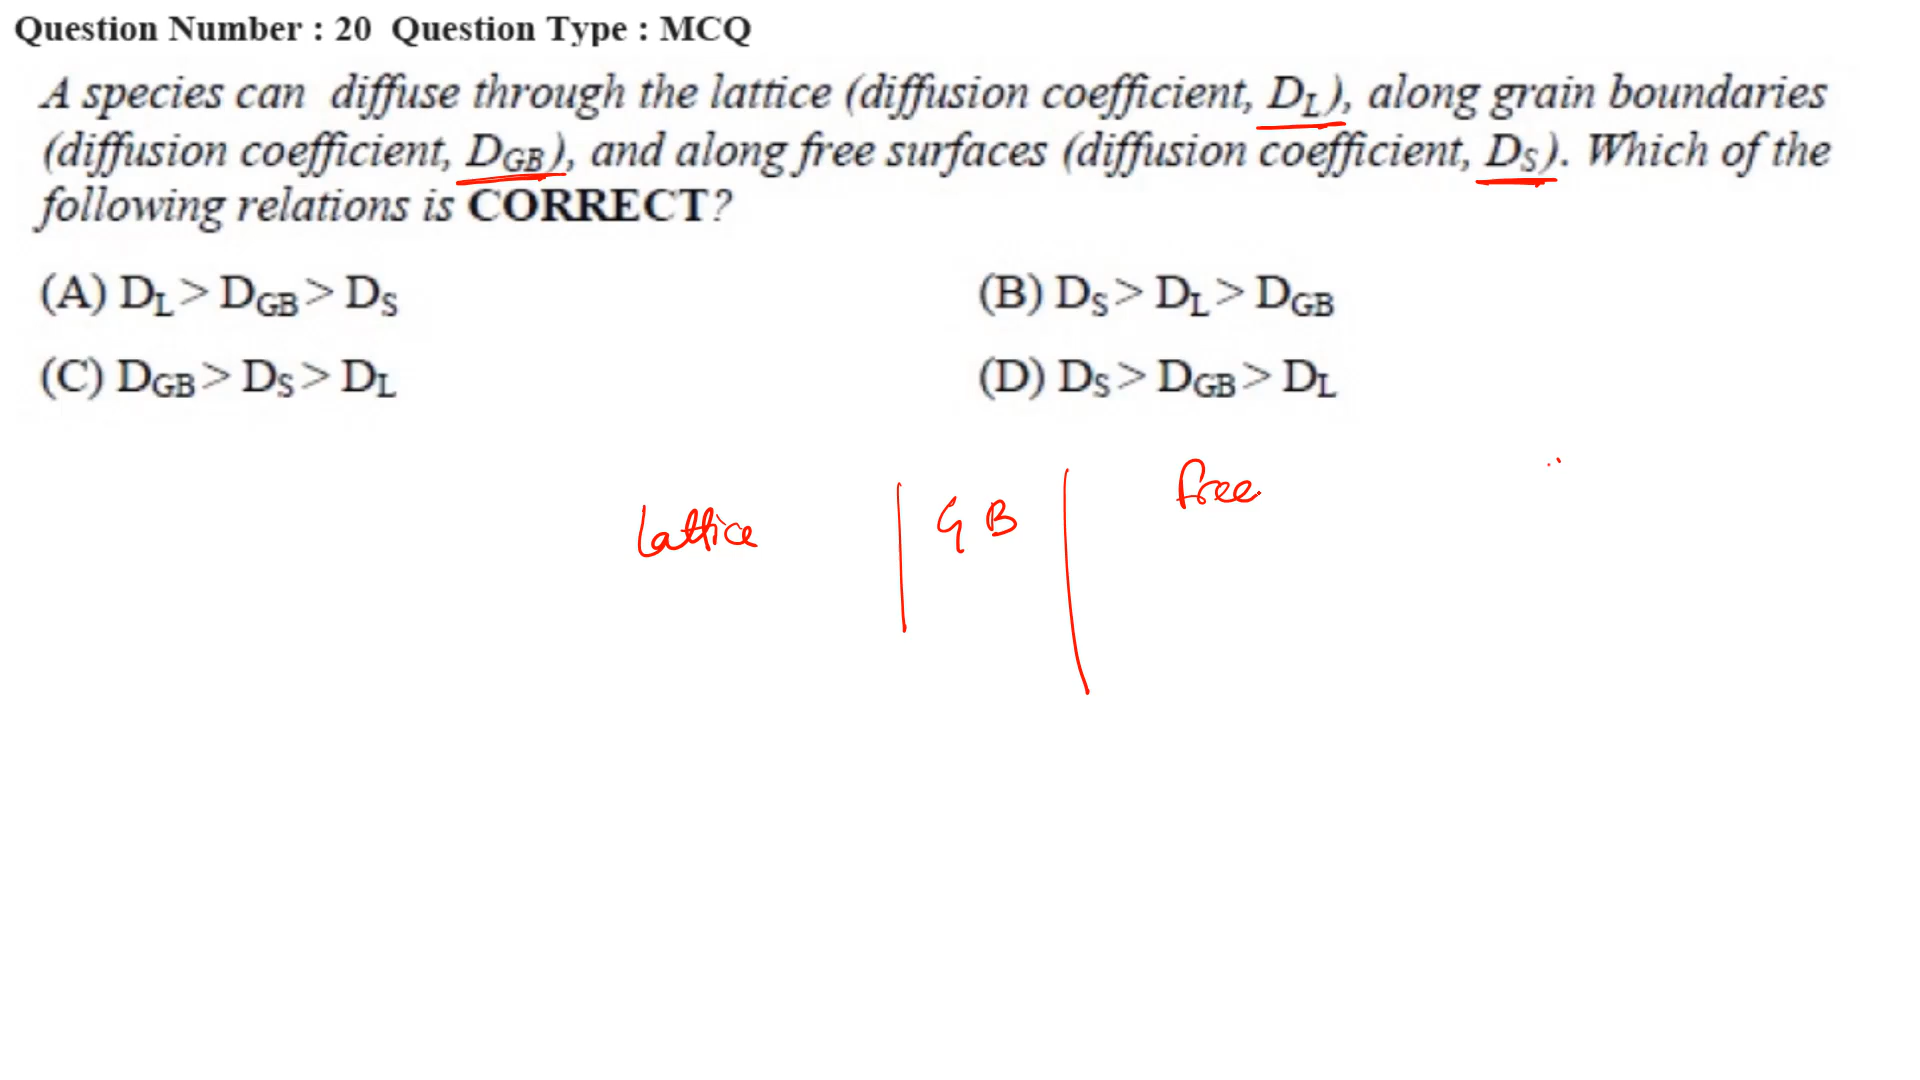 Question Number : 20 Question Type : MCQ
A species can diffuse through the lattice (diffusion coefficient, DL), along grain boundaries
(diffusion coefficient, DGB), and along free surfaces (diffusion coefficient, DS). Which of the
following relations is CORRECT?
(A) DL > DGB > DS
(B) DS > DL > DGB
(C) DGB > DS > DL
(D) DS > DGB > DL
Lattice GB free